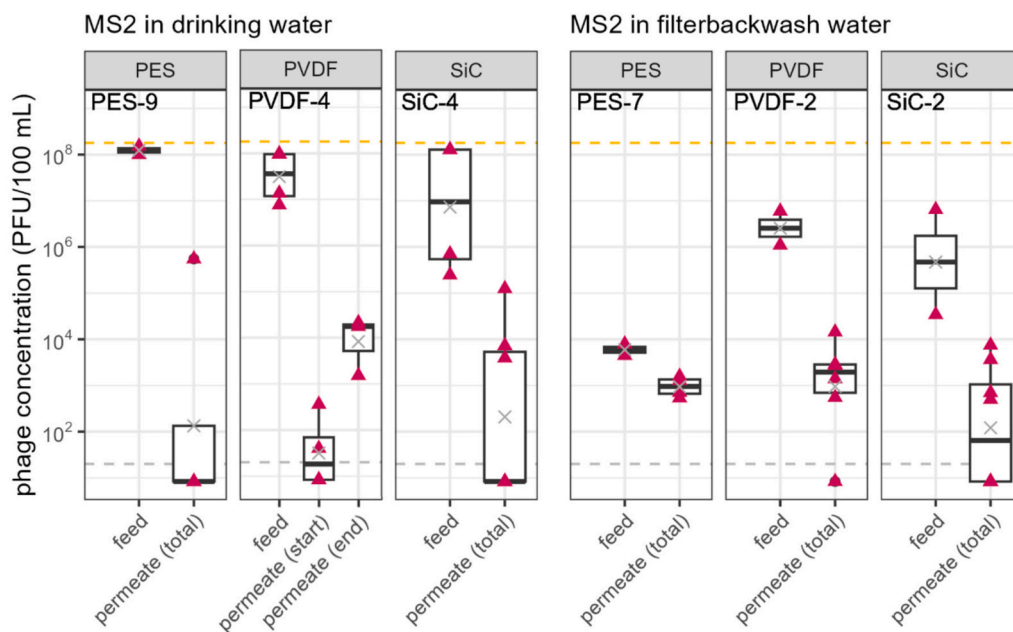 MS2 in drinking water
MS2 in filterbackwash water
PES
PVDF
SiC
PES
PVDF
SiC
PES-9
PVDF-4
SiC-4
PES-7
PVDF-2
SiC-2
phage concentration (PFU/100 mL)
10⁸
10⁶
10⁴
10²
feed
permeate (total)
feed
permeate (start)
permeate (end)
feed
permeate (total)
feed
permeate (total)
feed
permeate (total)
feed
permeate (total)